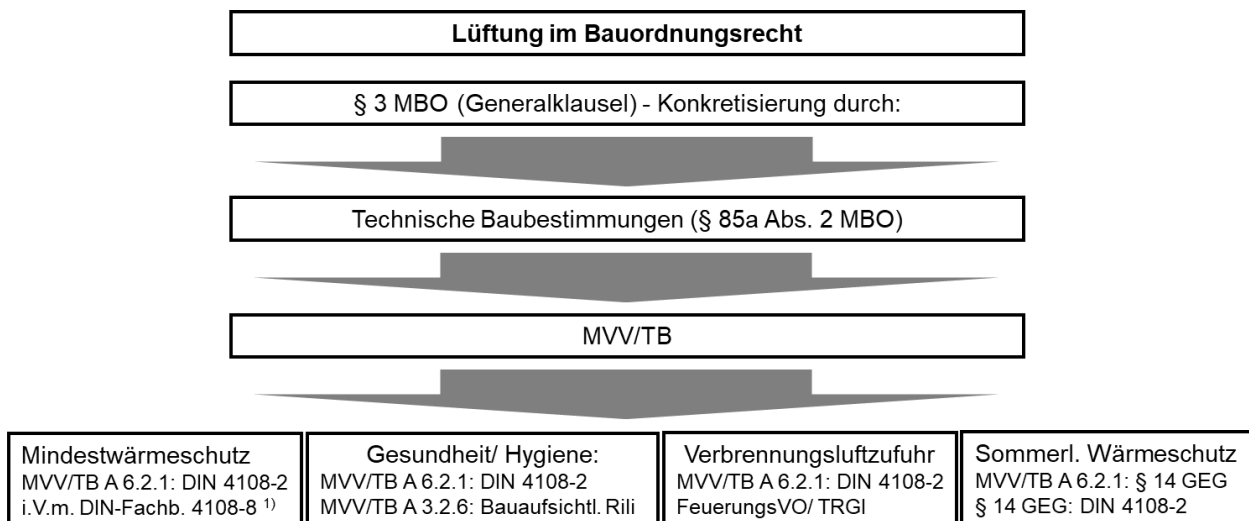 Lüftung im Bauordnungsrecht
§ 3 MBO (Generalklausel) - Konkretisierung durch:
Technische Baubestimmungen (§ 85a Abs. 2 MBO)
MVV/TB
Mindestwärmeschutz
MVV/TB A 6.2.1: DIN 4108-2
i.V.m. DIN-Fachb. 4108-8 ¹⁾
Gesundheit/ Hygiene:
MVV/TB A 6.2.1: DIN 4108-2
MVV/TB A 3.2.6: Bauaufsichtl. Rili
Verbrennungsluftzufuhr
MVV/TB A 6.2.1: DIN 4108-2
FeuerungsVO/ TRGI
Sommerl. Wärmeschutz
MVV/TB A 6.2.1: § 14 GEG
§ 14 GEG: DIN 4108-2